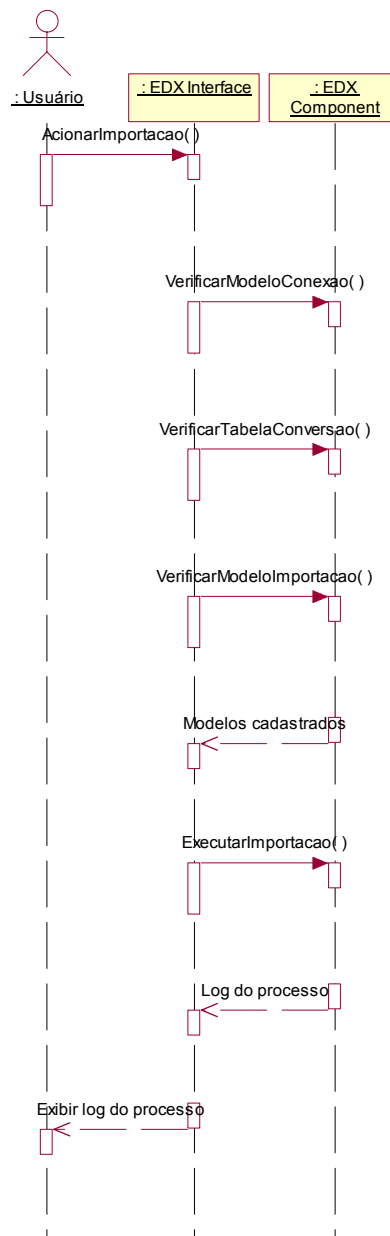 : Usuário
: EDX Interface
: EDX
Component
AcionarImportacao( )
VerificarModeloConexao( )
VerificarTabelaConversao( )
VerificarModeloImportacao( )
Modelos cadastrados
ExecutarImportacao( )
Log do processo
Exibir log do processo